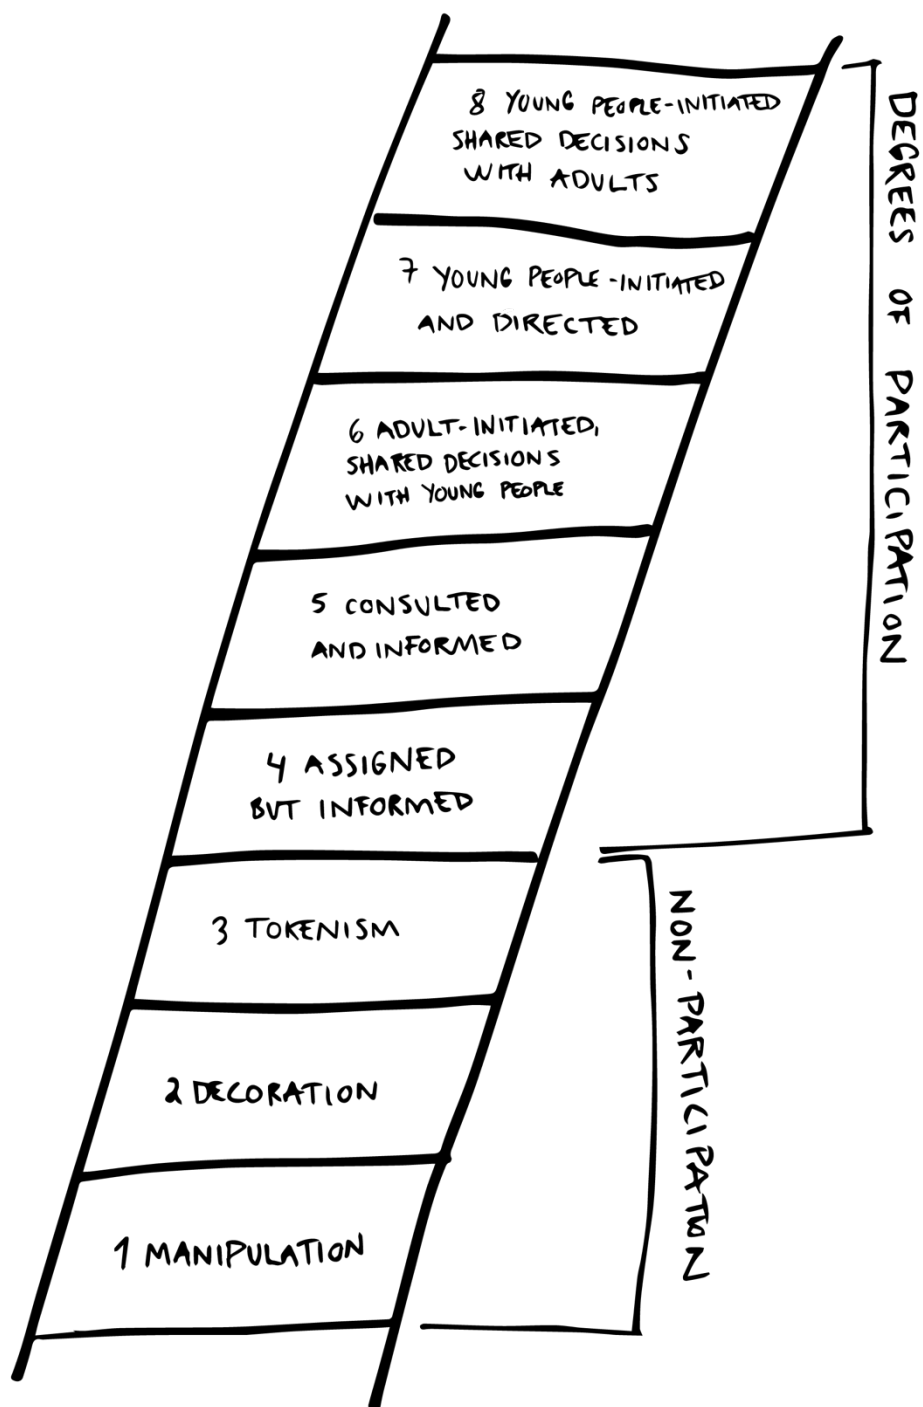 8 YOUNG PEOPLE-INITIATED
SHARED DECISIONS
WITH ADULTS
7 YOUNG PEOPLE-INITIATED
AND DIRECTED
6 ADULT-INITIATED,
SHARED DECISIONS
WITH YOUNG PEOPLE
5 CONSULTED
AND INFORMED
4 ASSIGNED
BUT INFORMED
3 TOKENISM
2 DECORATION
1 MANIPULATION
DEGREES OF PARTICIPATION
NON-PARTICIPATION